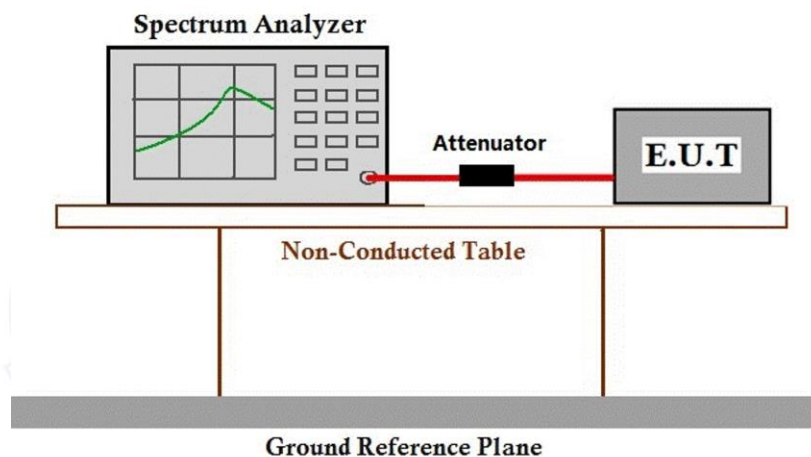 Spectrum Analyzer
Attenuator
E.U.T
Non-Conducted Table
Ground Reference Plane